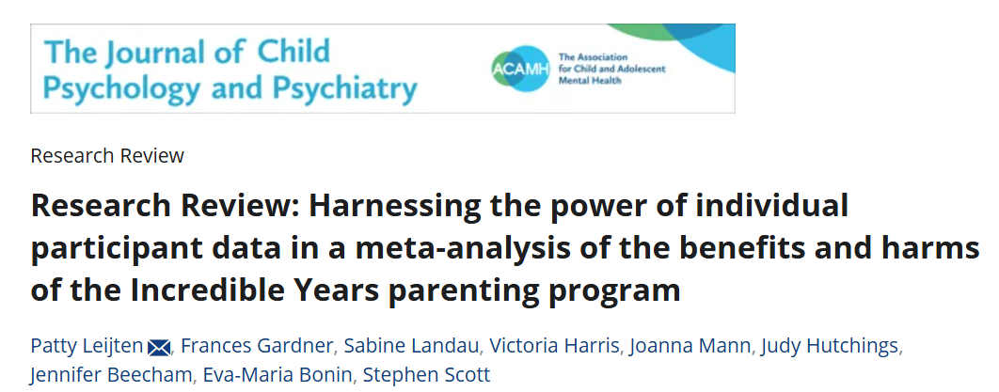 The Journal of Child
Psychology and Psychiatry
ACAMH
The Association
for Child and Adolescent
Mental Health
Research Review
Research Review: Harnessing the power of individual
participant data in a meta-analysis of the benefits and harms
of the Incredible Years parenting program
Patty Leijten, Frances Gardner, Sabine Landau, Victoria Harris, Joanna Mann, Judy Hutchings,
Jennifer Beecham, Eva-Maria Bonin, Stephen Scott